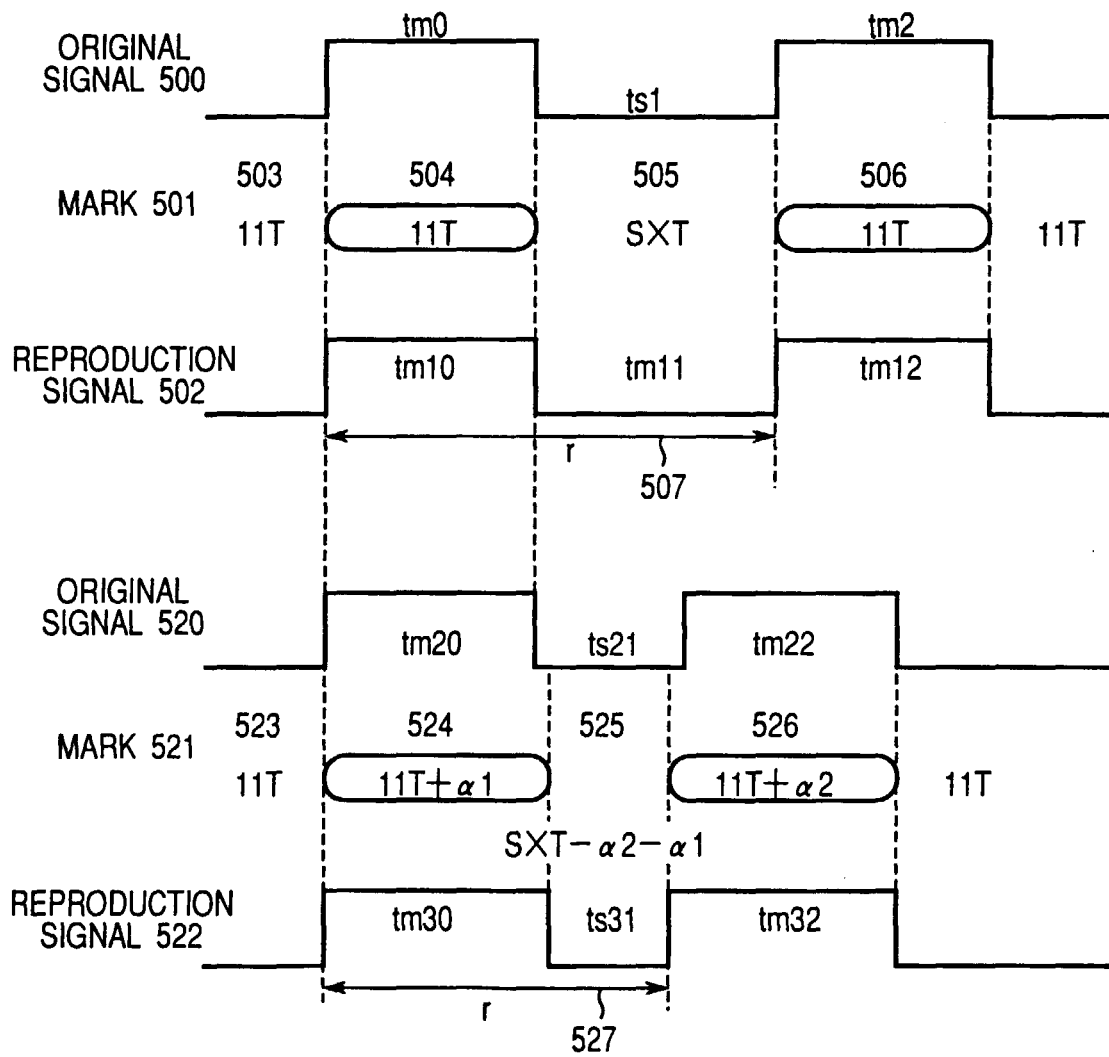 tm0 tm2
ORIGINAL
SIGNAL 500
ts1
503 504 505 506
MARK 501
11T 11T SXT 11T 11T
REPRODUCTION
SIGNAL 502
tm10 tm11 tm12
r
507
ORIGINAL
SIGNAL 520
tm20 ts21 tm22
523 524 525 526
MARK 521
11T 11T+α1 11T+α2 11T
SXT-α2-α1
REPRODUCTION
SIGNAL 522
tm30 ts31 tm32
r
527